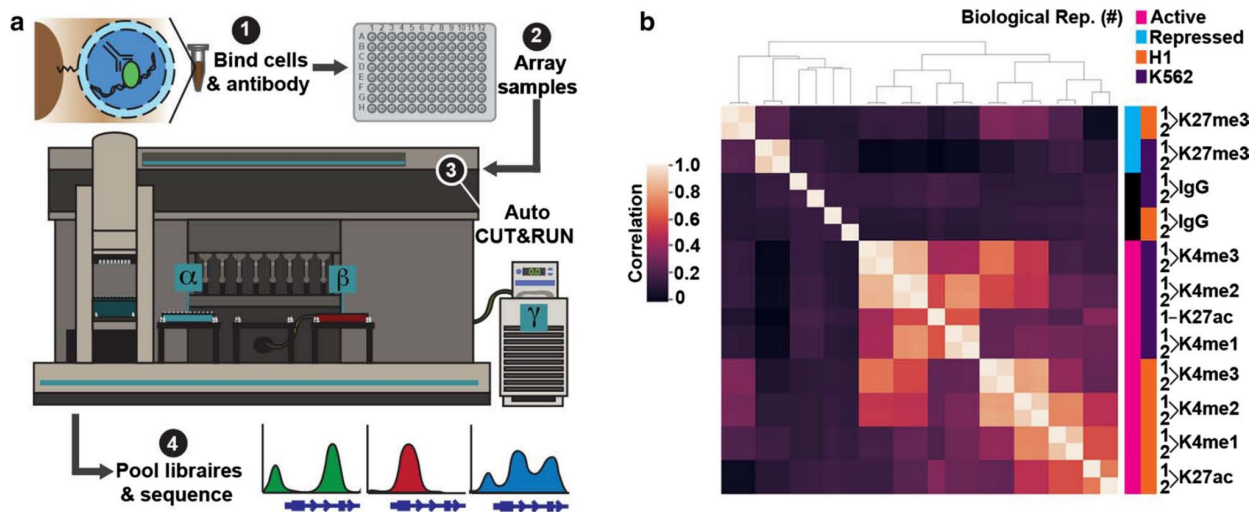 a
1
Bind cells
& antibody
1 2 3 4 5 6 7 8 9 10 11 12
A
B
C
D
E
F
G
H
2
Array
samples
3
Auto
CUT&RUN
α
β
0.0
γ
4
Pool libraires
& sequence
b
Biological Rep. (#)
Active
Repressed
H1
K562
Correlation
1.0
0.8
0.6
0.4
0.2
0
1
2
K27me3
1
2
K27me3
1
2
IgG
1
2
IgG
1
2
K4me3
1
2
K4me2
1
K27ac
1
2
K4me1
1
2
K4me3
1
2
K4me2
1
2
K4me1
1
2
K27ac